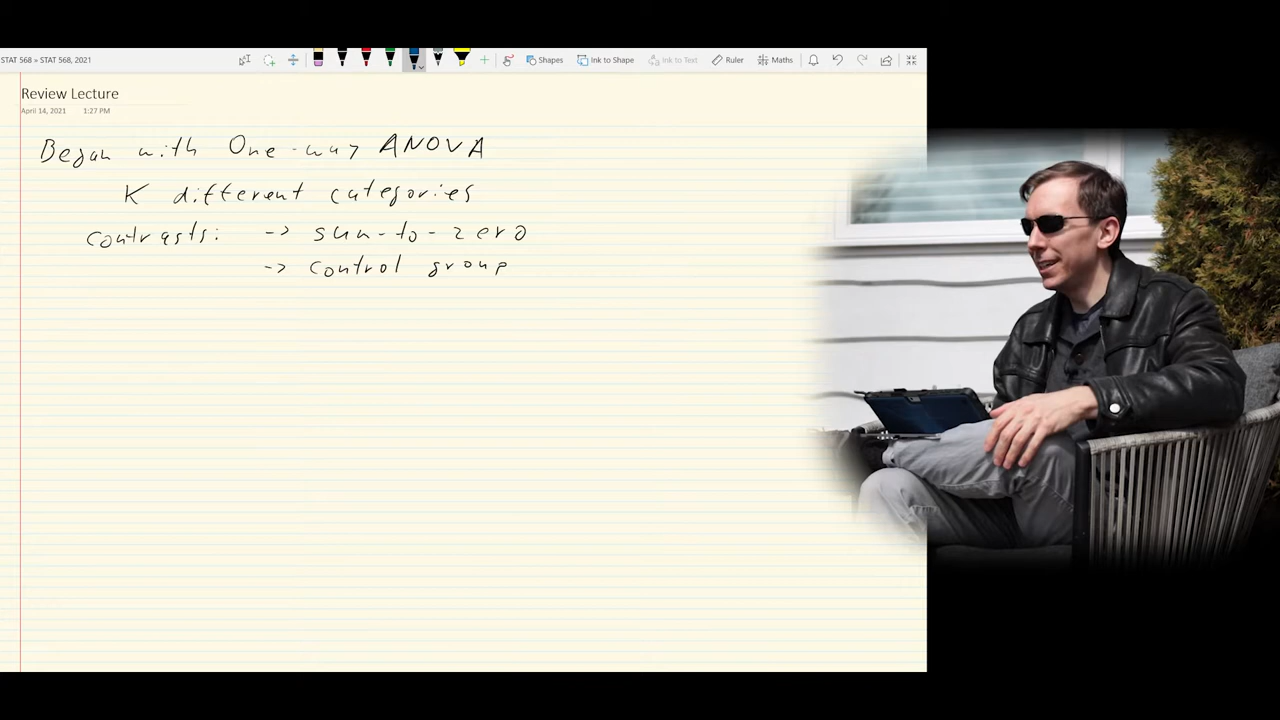 STAT 568 » STAT 568, 2021
Shapes
Ink to Shape
Ink to Text
Ruler
Maths
Review Lecture
April 14, 2021 1:27 PM
Began with One-way ANOVA
K different categories
contrasts: -> sum-to-zero
-> control group